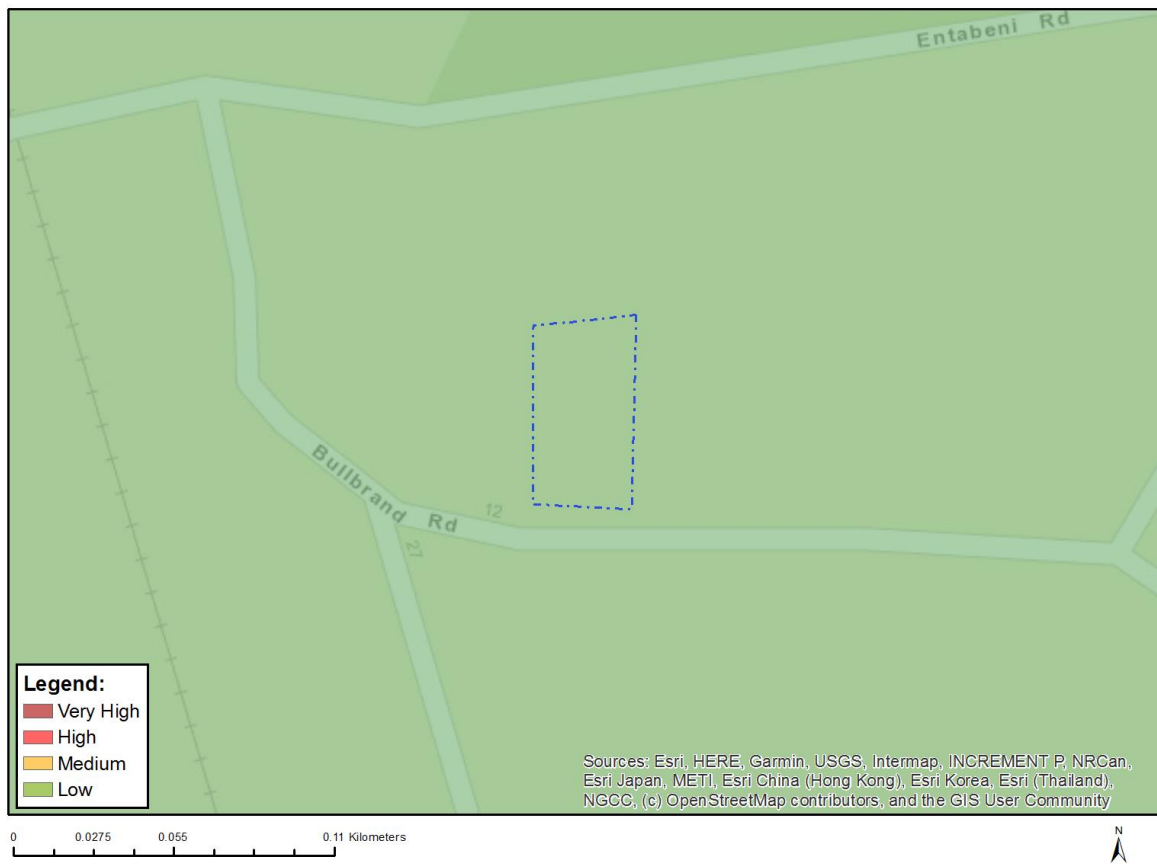 Entabeni Rd
Bullbrand Rd
12
27
Legend:
Very High
High
Medium
Low
Sources: Esri, HERE, Garmin, USGS, Intermap, INCREMENT P, NRCan,
Esri Japan, METI, Esri China (Hong Kong), Esri Korea, Esri (Thailand),
NGCC, (c) OpenStreetMap contributors, and the GIS User Community
0 0.0275 0.055 0.11 Kilometers
N